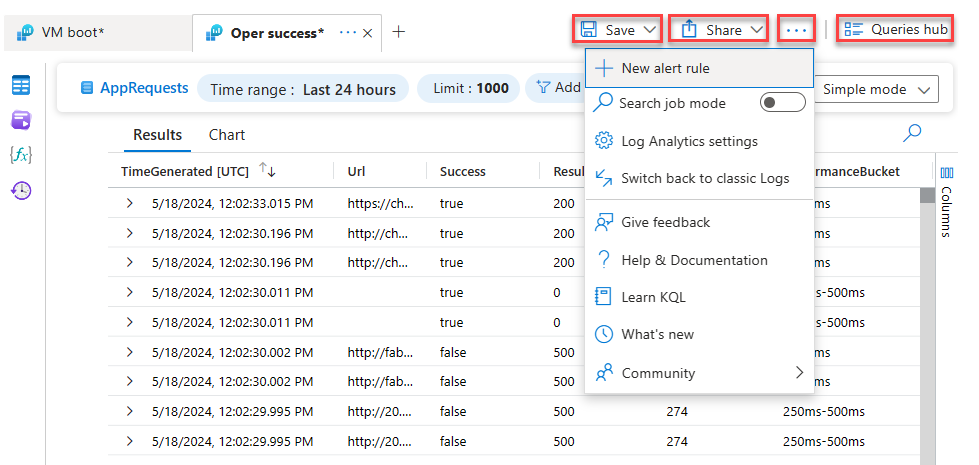 VM boot* Oper success* ··· × + Save Share ··· Queries hub
AppRequests Time range : Last 24 hours Limit : 1000 Add Simple mode
New alert rule
Search job mode
Log Analytics settings
Switch back to classic Logs
Give feedback
Help & Documentation
Learn KQL
What's new
Community
Results Chart
TimeGenerated [UTC] Url Success Resul rmanceBucket
5/18/2024, 12:02:33.015 PM https://ch... true 200 ms
5/18/2024, 12:02:30.196 PM http://ch... true 200 ms
5/18/2024, 12:02:30.196 PM http://ch... true 200 ms
5/18/2024, 12:02:30.011 PM true 0 ms-500ms
5/18/2024, 12:02:30.011 PM true 0 ms-500ms
5/18/2024, 12:02:30.002 PM http://fab... false 500 ms
5/18/2024, 12:02:30.002 PM http://fab... false 500 ms
5/18/2024, 12:02:29.995 PM http://20.... false 500 274 250ms-500ms
5/18/2024, 12:02:29.995 PM http://20.... false 500 274 250ms-500ms
Columns